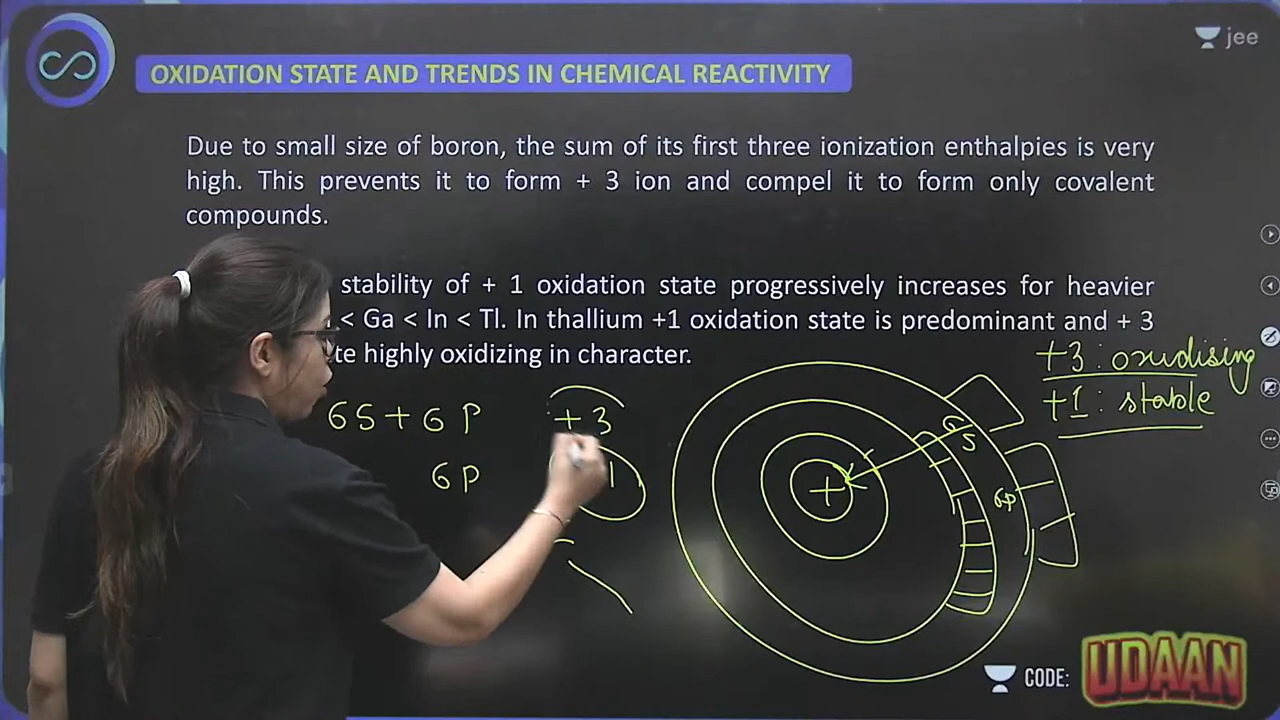 jee
OXIDATION STATE AND TRENDS IN CHEMICAL REACTIVITY
Due to small size of boron, the sum of its first three ionization enthalpies is very
high. This prevents it to form + 3 ion and compel it to form only covalent
compounds.
stability of + 1 oxidation state progressively increases for heavier
< Ga < In < Tl. In thallium +1 oxidation state is predominant and + 3
highly oxidizing in character.
+3 : oxidising
+1 : stable
6S + 6P +3
6P 1
6S
6p
+
CODE: UDAAN